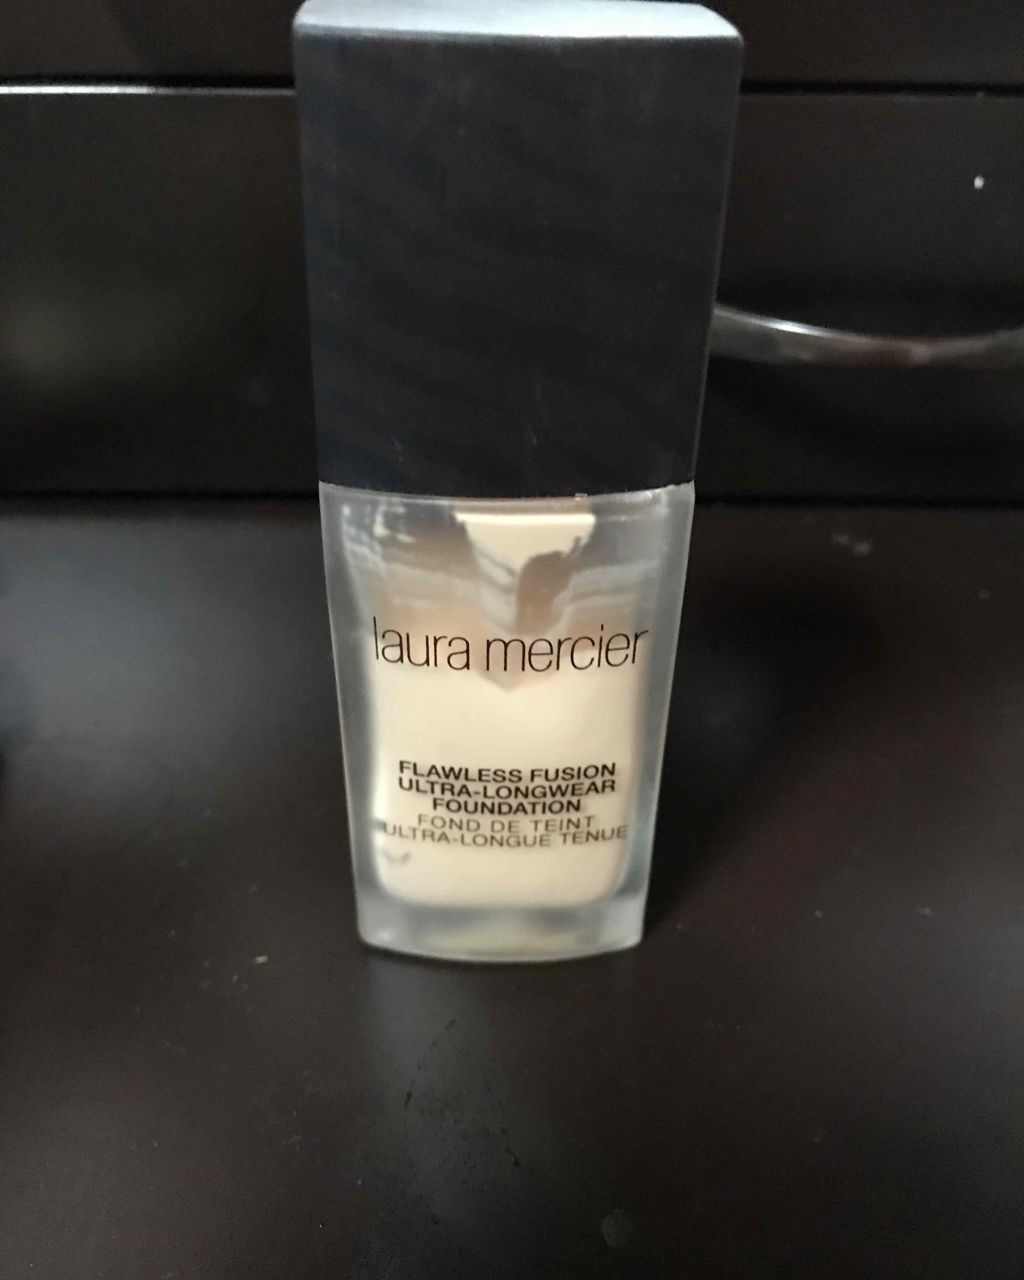 laura mercier
FLAWLESS FUSION
ULTRA-LONGWEAR
FOUNDATION
FOND DE TEINT
ULTRA-LONGUE TENUE